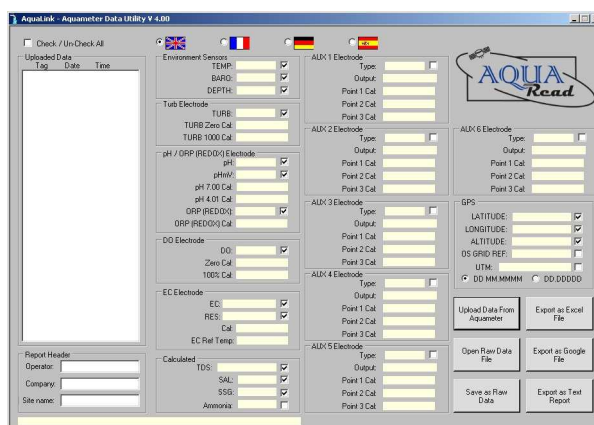 AquaLink - Aquameter Data Utility V 4.00
Check / Un-Check All
Uploaded Data
Tag Date Time
Report Header
Operator:
Company:
Site name:
Environment Sensors
TEMP:
BARO:
DEPTH:
Turb Electrode
TURB:
TURB Zero Cal:
TURB 1000 Cal:
pH / ORP (REDOX) Electrode
pH:
pHmV:
pH 7.00 Cal:
pH 4.01 Cal:
ORP (REDOX):
ORP (REDOX) Cal:
DO Electrode
DO:
Zero Cal:
100% Cal:
EC Electrode
EC:
RES:
Cal:
EC Ref Temp:
Calculated
TDS:
SAL:
SSG:
Ammonia:
AUX 1 Electrode
Type:
Output:
Point 1 Cal:
Point 2 Cal:
Point 3 Cal:
AUX 2 Electrode
Type:
Output:
Point 1 Cal:
Point 2 Cal:
Point 3 Cal:
AUX 3 Electrode
Type:
Output:
Point 1 Cal:
Point 2 Cal:
Point 3 Cal:
AUX 4 Electrode
Type:
Output:
Point 1 Cal:
Point 2 Cal:
Point 3 Cal:
AUX 5 Electrode
Type:
Output:
Point 1 Cal:
Point 2 Cal:
Point 3 Cal:
AQUA
Read
AUX 6 Electrode
Type:
Output:
Point 1 Cal:
Point 2 Cal:
Point 3 Cal:
GPS
LATITUDE:
LONGITUDE:
ALTITUDE:
OS GRID REF:
UTM:
DD MM.MMMM DD.DDDDD
Upload Data From
Aquameter
Export as Excel
File
Open Raw Data
File
Export as Google
File
Save as Raw
Data
Export as Text
Report